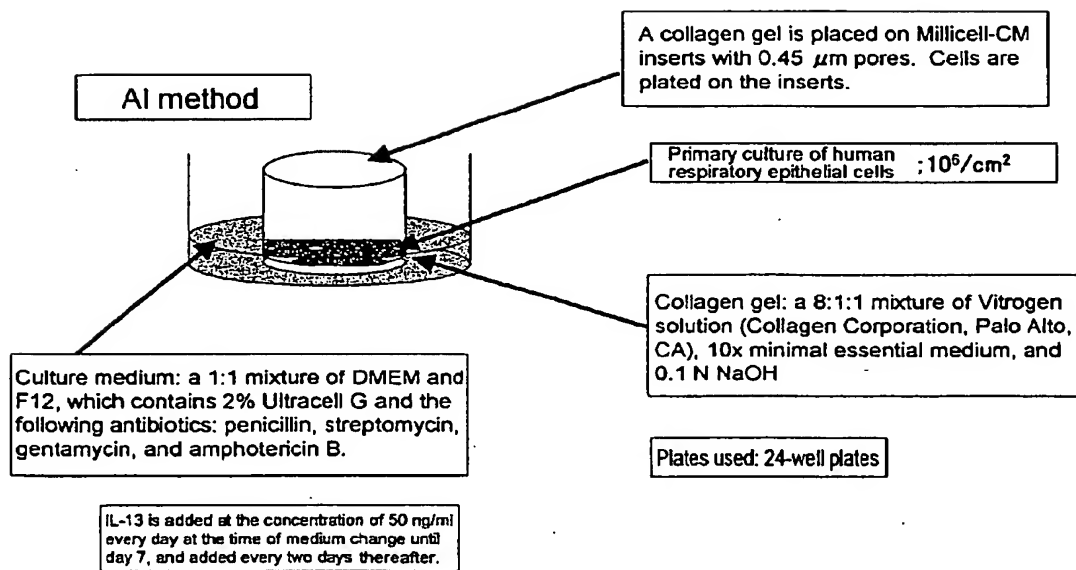 AI method
A collagen gel is placed on Millicell-CM
inserts with 0.45 μm pores. Cells are
plated on the inserts.
Primary culture of human
respiratory epithelial cells ;10⁶/cm²
Collagen gel: a 8:1:1 mixture of Vitrogen
solution (Collagen Corporation, Palo Alto,
CA), 10x minimal essential medium, and
0.1 N NaOH
Culture medium: a 1:1 mixture of DMEM and
F12, which contains 2% Ultracell G and the
following antibiotics: penicillin, streptomycin,
gentamycin, and amphotericin B.
Plates used: 24-well plates
IL-13 is added at the concentration of 50 ng/ml
every day at the time of medium change until
day 7, and added every two days thereafter.